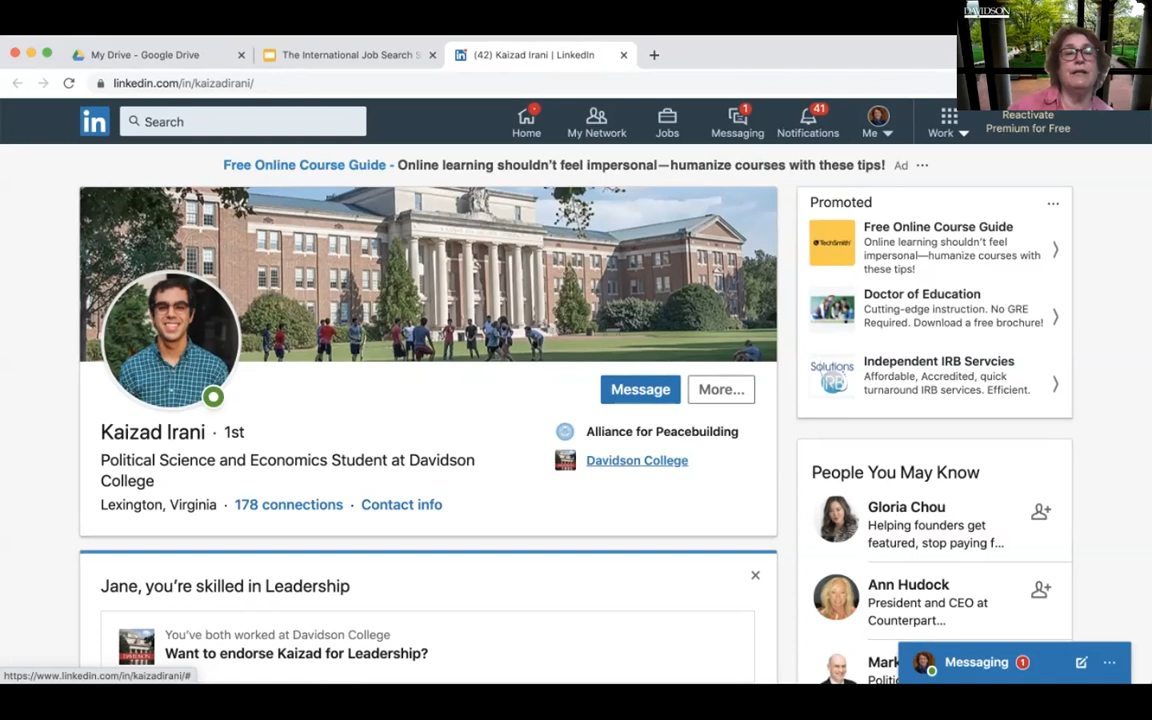 DAVIDSON
My Drive - Google Drive
The International Job Search S
(42) Kaizad Irani | LinkedIn
linkedin.com/in/kaizadirani/
in
Search
Home
My Network
Jobs
1
Messaging
41
Notifications
Me
Work
Reactivate
Premium for Free
Free Online Course Guide - Online learning shouldn't feel impersonal—humanize courses with these tips! Ad ...
Message
More...
Kaizad Irani · 1st
Political Science and Economics Student at Davidson
College
Lexington, Virginia · 178 connections · Contact info
Alliance for Peacebuilding
Davidson College
Jane, you're skilled in Leadership
You've both worked at Davidson College
Want to endorse Kaizad for Leadership?
https://www.linkedin.com/in/kaizadirani/#
Promoted
TechSmith
Free Online Course Guide
Online learning shouldn't feel
impersonal—humanize courses with
these tips!
Doctor of Education
Cutting-edge instruction. No GRE
Required. Download a free brochure!
Solutions
IRB
Independent IRB Servcies
Affordable, Accredited, quick
turnaround IRB services. Efficient.
People You May Know
Gloria Chou
Helping founders get
featured, stop paying f...
Ann Hudock
President and CEO at
Counterpart...
Mark
Politic
Messaging 1